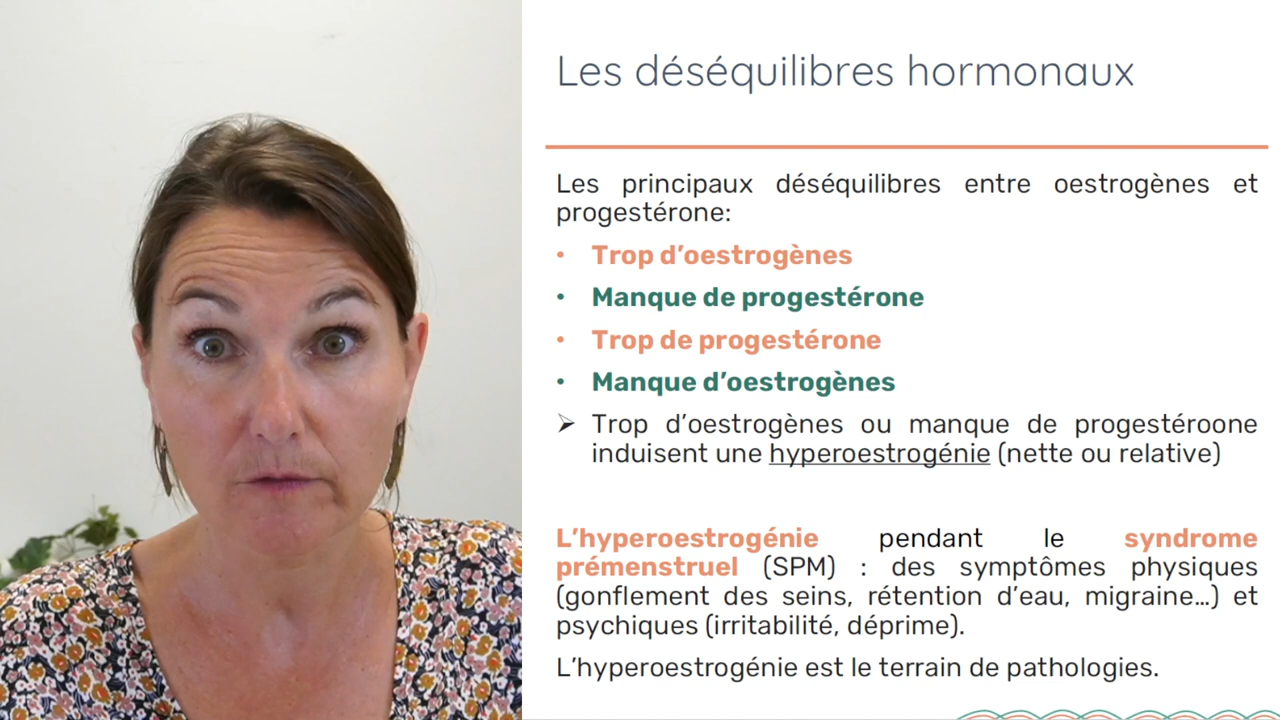 Les déséquilibres hormonaux
Les principaux déséquilibres entre oestrogènes et
progestérone:
• Trop d’oestrogènes
• Manque de progestérone
• Trop de progestérone
• Manque d’oestrogènes
➢ Trop d’oestrogènes ou manque de progestéroone
induisent une hyperoestrogénie (nette ou relative)
L’hyperoestrogénie pendant le syndrome
prémenstruel (SPM) : des symptômes physiques
(gonflement des seins, rétention d’eau, migraine…) et
psychiques (irritabilité, déprime).
L’hyperoestrogénie est le terrain de pathologies.